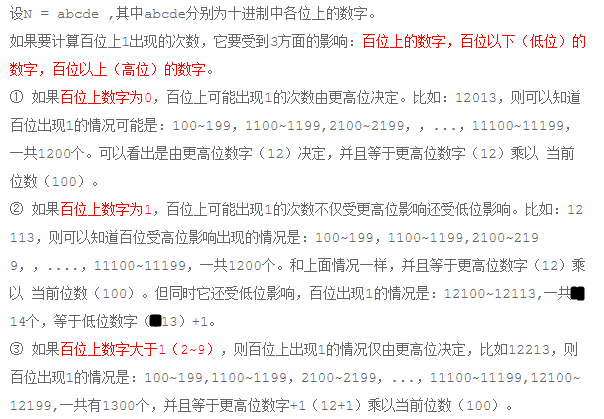 设N = abcde ,其中abcde分别为十进制中各位上的数字。
如果要计算百位上1出现的次数，它要受到3方面的影响：百位上的数字，百位以下（低位）的
数字，百位以上（高位）的数字。
① 如果百位上数字为0，百位上可能出现1的次数由更高位决定。比如：12013，则可以知道
百位出现1的情况可能是：100~199，1100~1199,2100~2199，，...，11100~11199，
一共1200个。可以看出是由更高位数字（12）决定，并且等于更高位数字（12）乘以 当前
位数（100）。
② 如果百位上数字为1，百位上可能出现1的次数不仅受更高位影响还受低位影响。比如：12
113，则可以知道百位受高位影响出现的情况是：100~199，1100~1199,2100~219
9，，....，11100~11199，一共1200个。和上面情况一样，并且等于更高位数字（12）乘
以 当前位数（100）。但同时它还受低位影响，百位出现1的情况是：12100~12113,一共
14个，等于低位数字（13）+1。
③ 如果百位上数字大于1（2~9），则百位上出现1的情况仅由更高位决定，比如12213，则
百位出现1的情况是：100~199,1100~1199，2100~2199，...，11100~11199,12100~
12199,一共有1300个，并且等于更高位数字+1（12+1）乘以当前位数（100）。